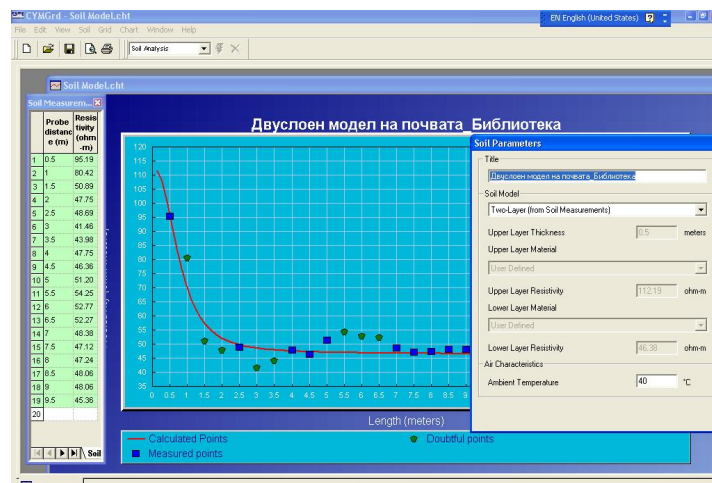 CYMGrd - Soil Model.cht
EN English (United States)
File Edit View Soil Grid Chart Window Help
Soil Analysis
Soil Model.cht
Soil Measurem...
Probe distanc e (m) Resis tivity (ohm -m)
1 0.5 95.19
2 1 80.42
3 1.5 50.89
4 2 47.75
5 2.5 48.69
6 3 41.46
7 3.5 43.98
8 4 47.75
9 4.5 46.36
10 5 51.20
11 5.5 54.25
12 6 52.77
13 6.5 52.27
14 7 48.38
15 7.5 47.12
16 8 47.24
17 8.5 48.06
18 9 48.06
19 9.5 45.36
20
Soil
Двуслоен модел на почвата_Библиотека
120
115
110
105
100
95
90
85
80
75
70
65
60
55
50
45
40
35
0 0.5 1 1.5 2 2.5 3 3.5 4 4.5 5 5.5 6 6.5 7 7.5 8 8.5 9
Length (meters)
Calculated Points
Doubtful points
Measured points
Soil Parameters
Title
Двуслоен модел на почвата_Библиотека
Soil Model
Two-Layer (from Soil Measurements)
Upper Layer Thickness 0.5 meters
Upper Layer Material
User Defined
Upper Layer Resistivity 112.19 ohm-m
Lower Layer Material
User Defined
Lower Layer Resistivity 46.38 ohm-m
Air Characteristics
Ambient Temperature 40 °C